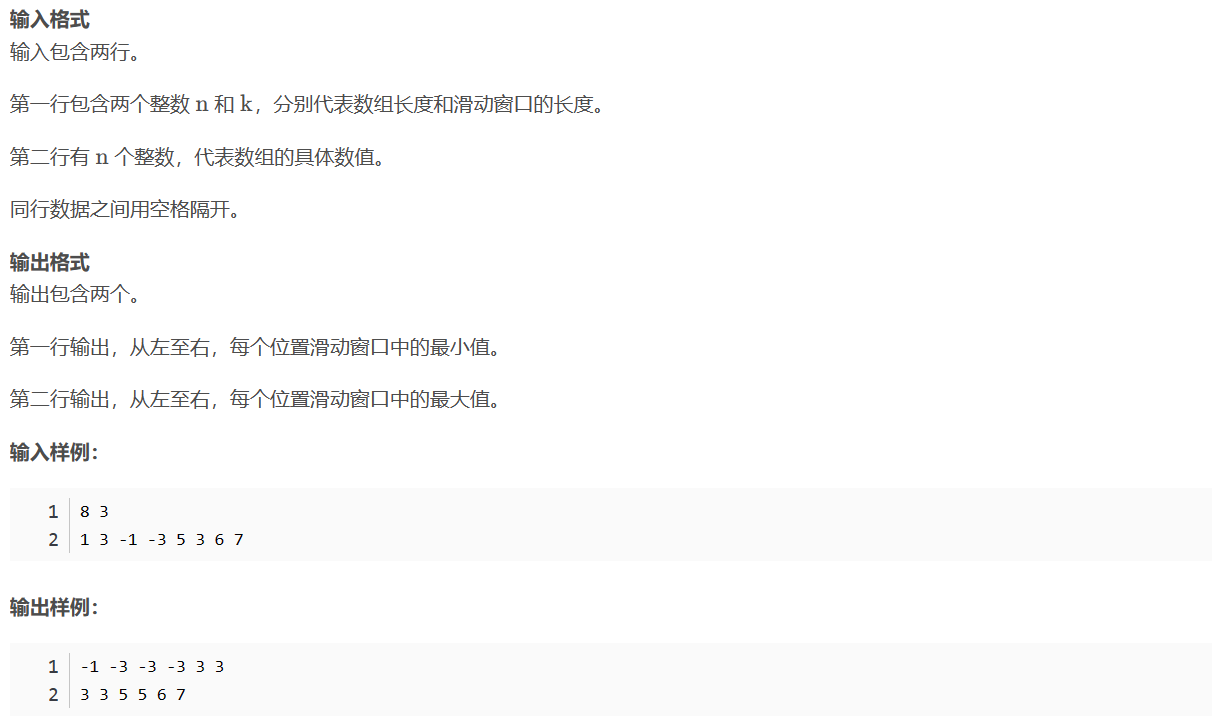 输入格式
输入包含两行。
第一行包含两个整数 n 和 k，分别代表数组长度和滑动窗口的长度。
第二行有 n 个整数，代表数组的具体数值。
同行数据之间用空格隔开。
输出格式
输出包含两个。
第一行输出，从左至右，每个位置滑动窗口中的最小值。
第二行输出，从左至右，每个位置滑动窗口中的最大值。
输入样例：
1 8 3
2 1 3 -1 -3 5 3 6 7
输出样例：
1 -1 -3 -3 -3 3 3
2 3 3 5 5 6 7